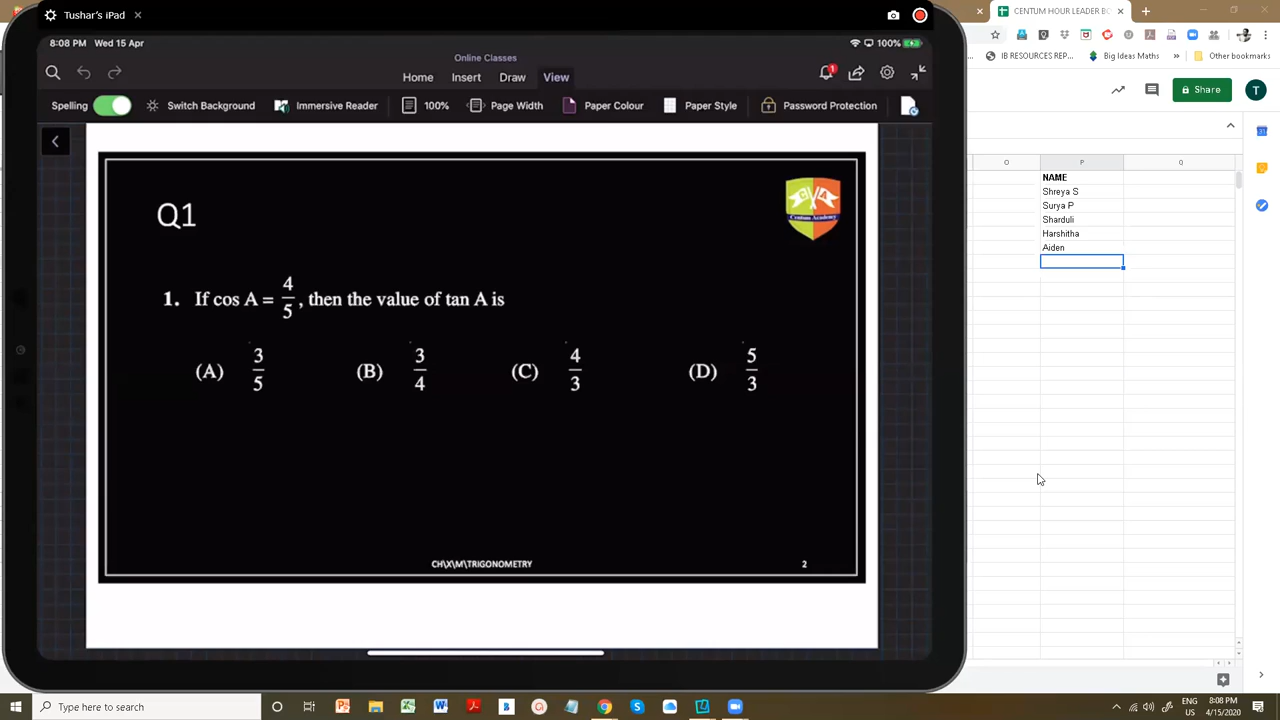 Tushar's iPad
CENTUM HOUR LEADER BO
8:08 PM Wed 15 Apr
100%
Online Classes
Home Insert Draw View
1
IB RESOURCES REP... Big Ideas Maths » Other bookmarks
Spelling Switch Background Immersive Reader 100% Page Width Paper Colour Paper Style Password Protection
Share T
O P Q
NAME
Shreya S
Surya P
Sharduli
Harshitha
Aiden
Q1
Centum Academy
1. If cos A = 4/5, then the value of tan A is
(A) 3/5 (B) 3/4 (C) 4/3 (D) 5/3
CH\X\M\TRIGONOMETRY 2
Type here to search
ENG
US
8:08 PM
4/15/2020